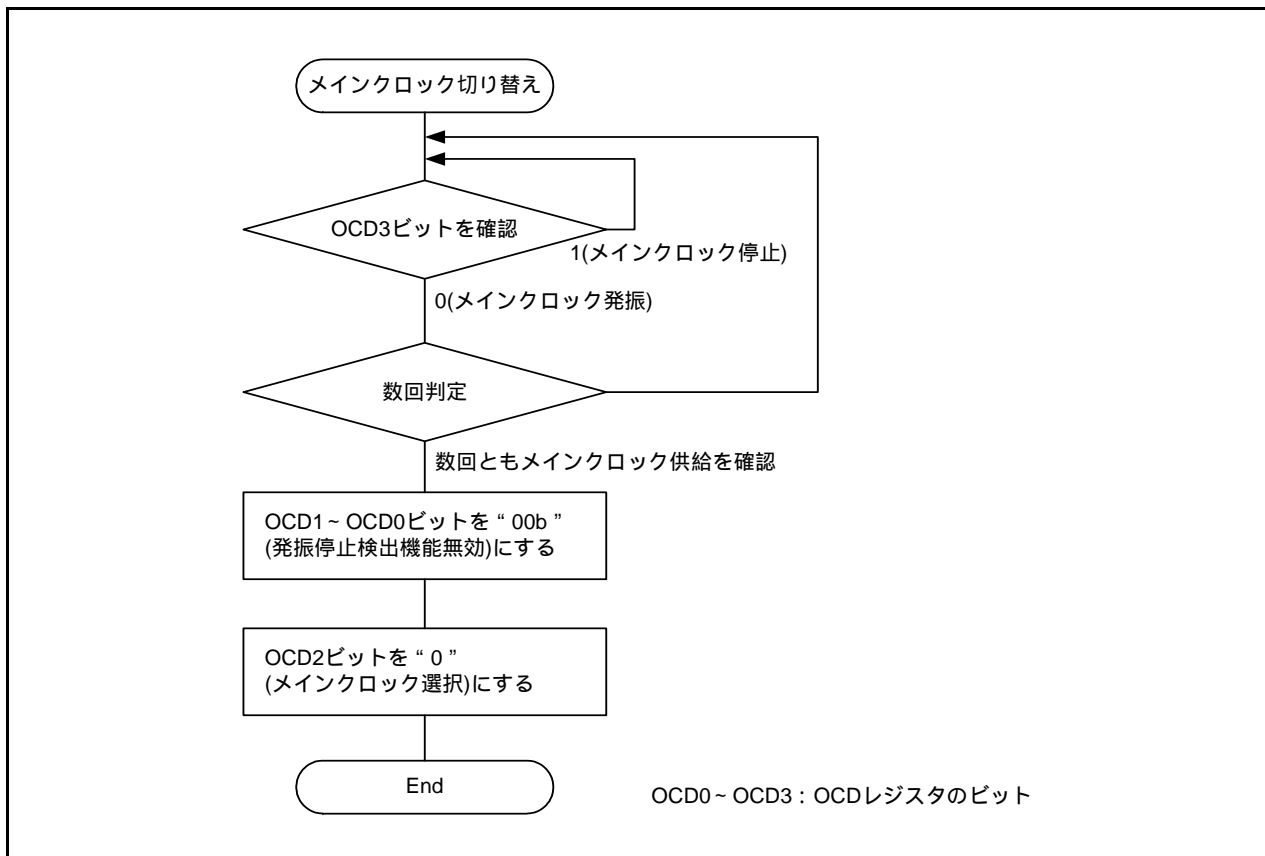 メインクロック切り替え
OCD3ビットを確認
1(メインクロック停止)
0(メインクロック発振)
数回判定
数回ともメインクロック供給を確認
OCD1~OCD0ビットを“00b”
(発振停止検出機能無効)にする
OCD2ビットを“0”
(メインクロック選択)にする
End
OCD0~OCD3:OCDレジスタのビット